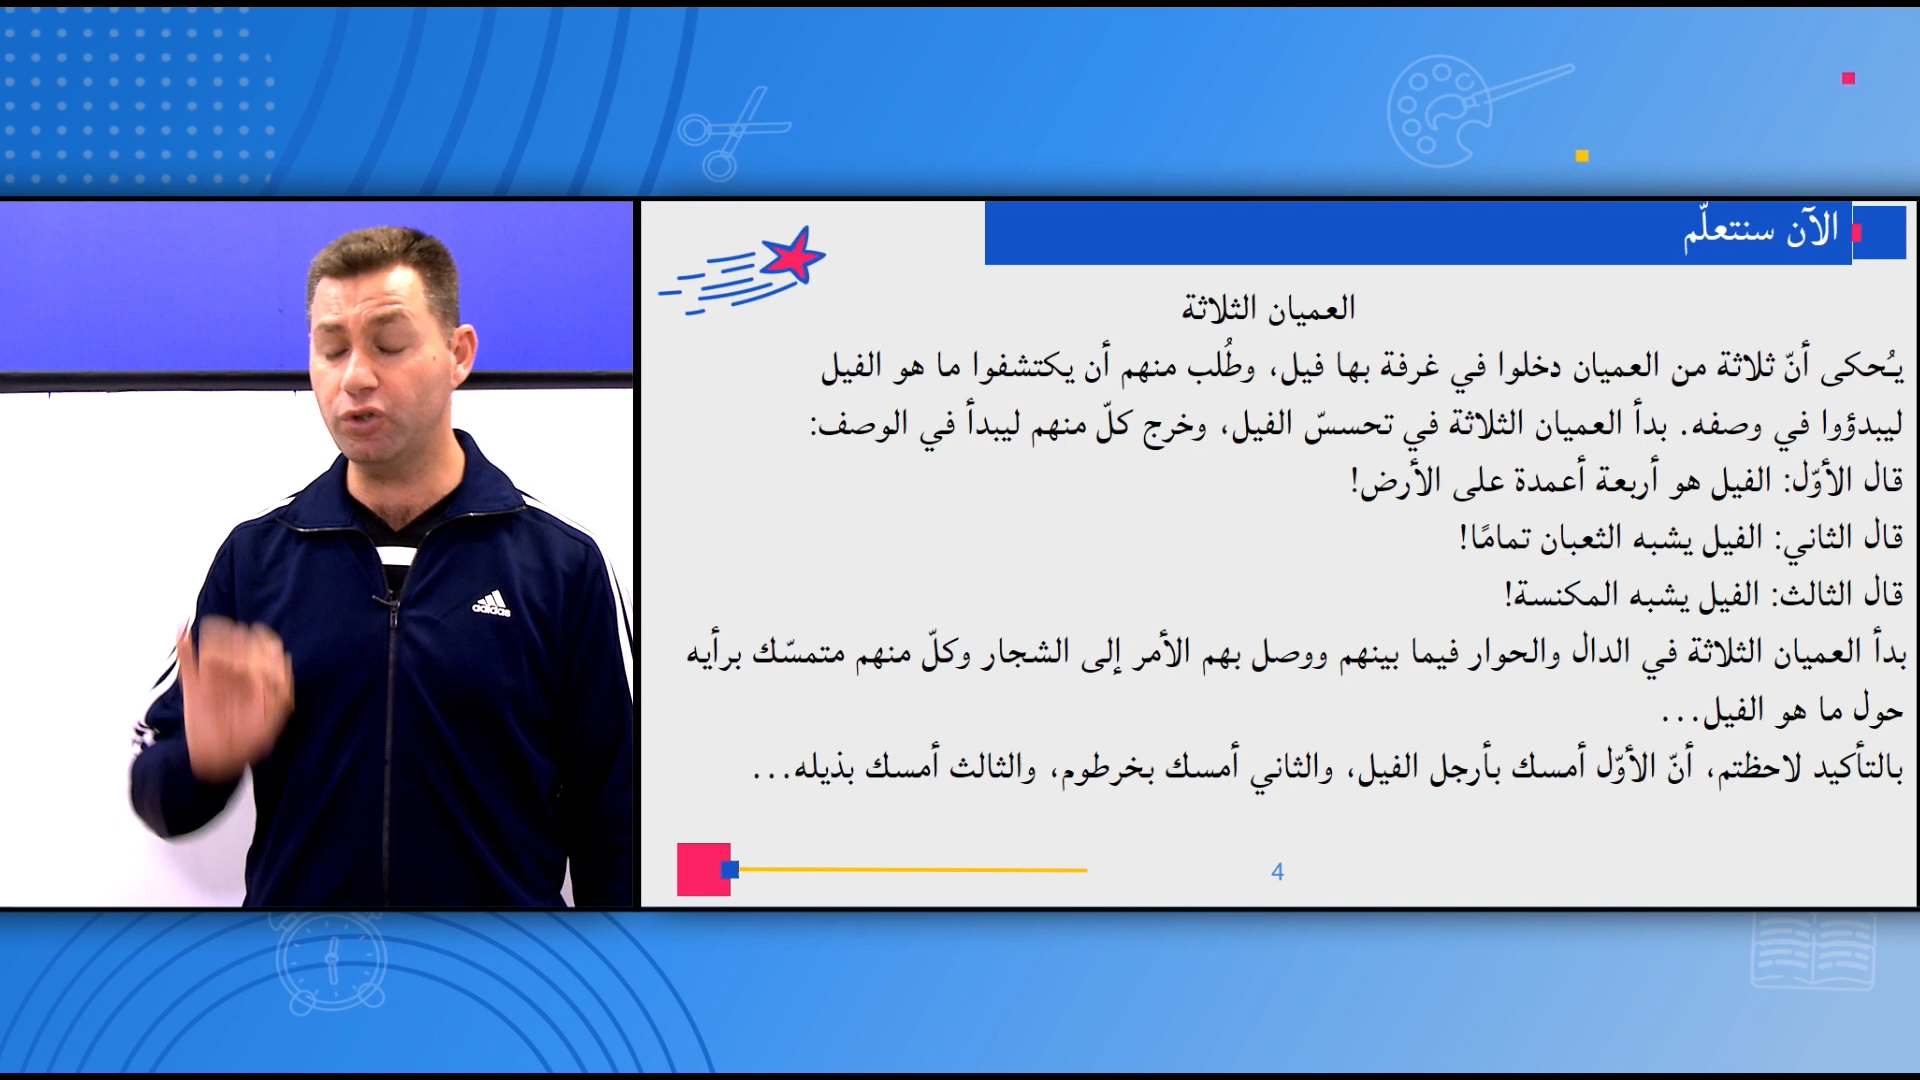 الآن سنتعلّم
العميان الثلاثة
يُحكى أنّ ثلاثة من العميان دخلوا في غرفة بها فيل، وطُلب منهم أن يكتشفوا ما هو الفيل
ليبدؤوا في وصفه. بدأ العميان الثلاثة في تحسسّ الفيل، وخرج كلّ منهم ليبدأ في الوصف:
قال الأوّل: الفيل هو أربعة أعمدة على الأرض!
قال الثاني: الفيل يشبه الثعبان تمامًا!
قال الثالث: الفيل يشبه المكنسة!
بدأ العميان الثلاثة في الدال والحوار فيما بينهم ووصل بهم الأمر إلى الشجار وكلّ منهم متمسّك برأيه
حول ما هو الفيل...
بالتأكيد لاحظتم، أنّ الأوّل أمسك بأرجل الفيل، والثاني أمسك بخرطوم، والثالث أمسك بذيله...
4
adidas